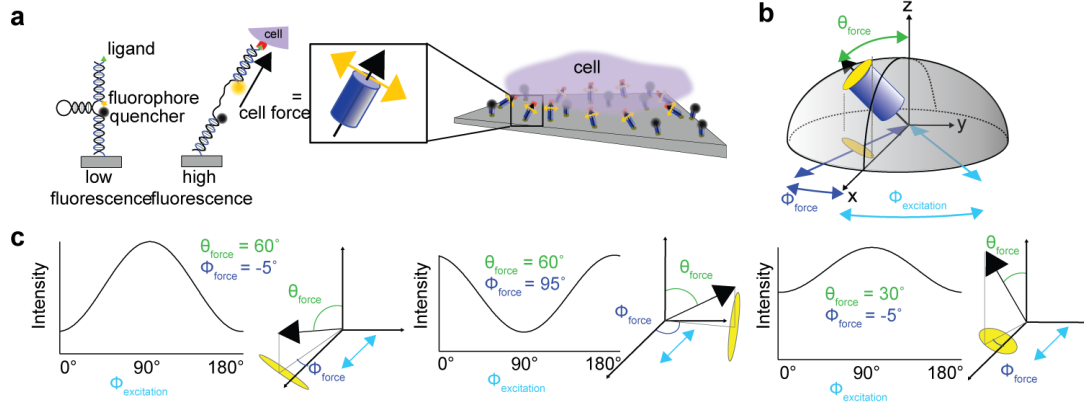 a
ligand
fluorophore
quencher
low
fluorescence
cell
cell force
=
high
fluorescence
cell
b
z
θforce
y
x
Φforce
Φexcitation
c
Intensity
θforce = 60˚
Φforce = -5˚
0˚ 90˚ 180˚
Φexcitation
θforce
Φforce
Intensity
θforce = 60˚
Φforce = 95˚
0˚ 90˚ 180˚
Φexcitation
θforce
Φforce
Intensity
θforce = 30˚
Φforce = -5˚
0˚ 90˚ 180˚
Φexcitation
θforce
Φforce